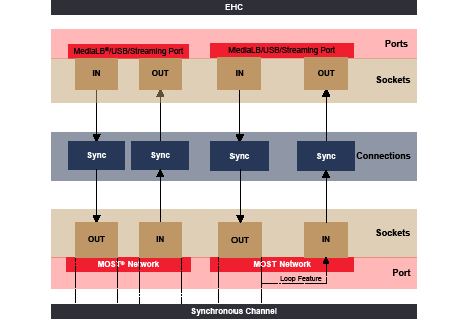 EHC
Ports
MediaLB®/USB/Streaming Port
MediaLB/USB/Streaming Port
IN
OUT
IN
OUT
Sockets
Sync
Sync
Sync
Sync
Connections
OUT
IN
OUT
IN
Sockets
MOST® Network
MOST Network
Port
Loop Feature
Synchronous Channel